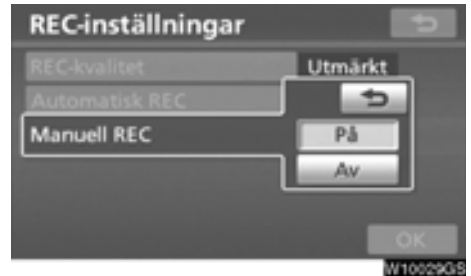 REC-inställningar
REC-kvalitet Utmärkt
Automatisk REC
Manuell REC På
Av
OK
W10029GS